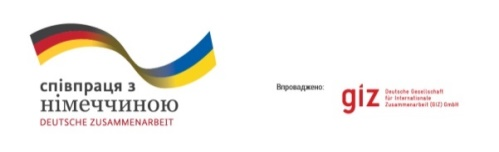 співпраця з
німеччиною
DEUTSCHE ZUSAMMENARBEIT
Впроваджено:
giz
Deutsche Gesellschaft
für Internationale
Zusammenarbeit (GIZ) GmbH